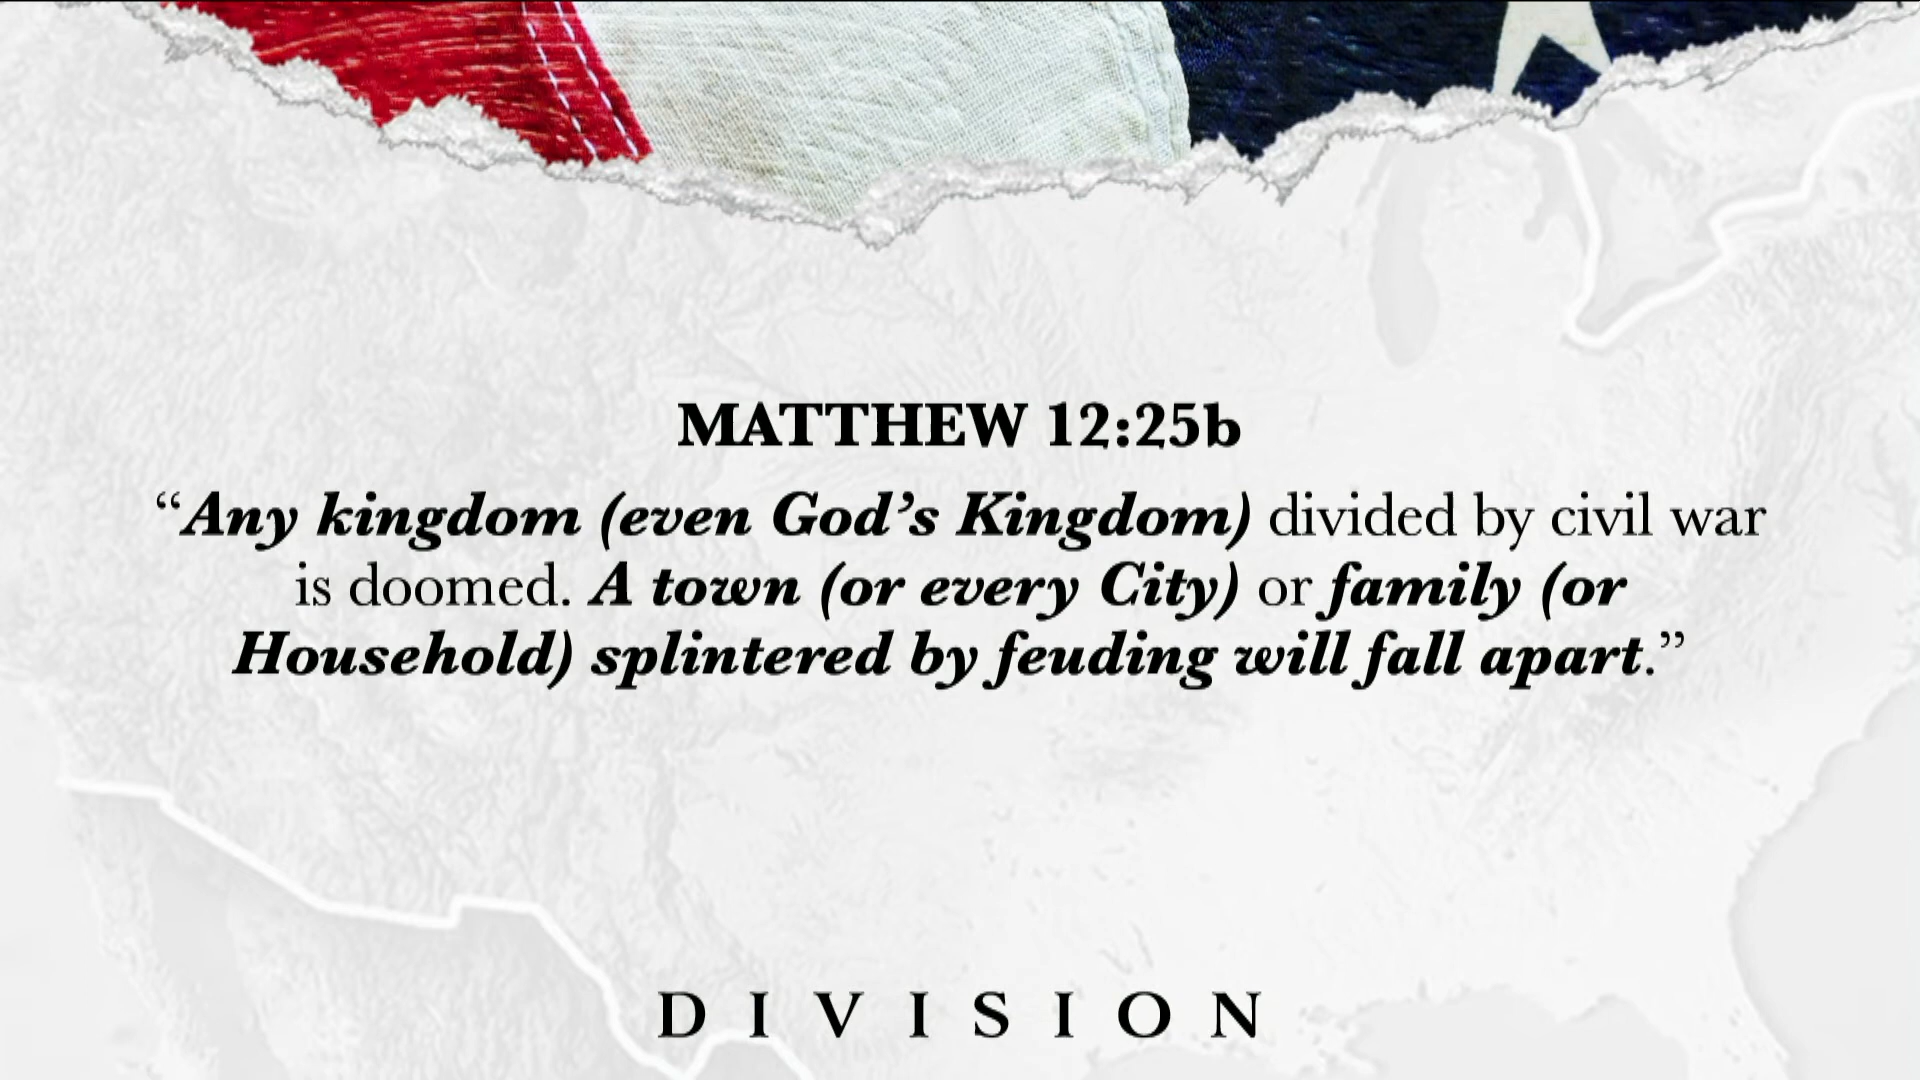 MATTHEW 12:25b
“Any kingdom (even God’s Kingdom) divided by civil war
is doomed. A town (or every City) or family (or
Household) splintered by feuding will fall apart.”
DIVISION